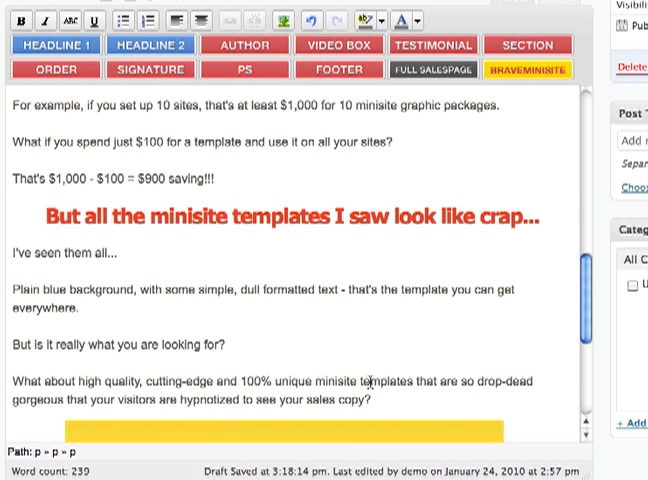 Visibili
B I ABC U
Pub
HEADLINE 1 HEADLINE 2 AUTHOR VIDEO BOX TESTIMONIAL SECTION
ORDER SIGNATURE PS FOOTER FULL SALESPAGE BRAVEMINISITE
Delete
For example, if you set up 10 sites, that's at least $1,000 for 10 minisite graphic packages.
Post T
What if you spend just $100 for a template and use it on all your sites?
Add n
Separ
That's $1,000 - $100 = $900 saving!!!
Choos
But all the minisite templates I saw look like crap...
Categ
I've seen them all...
All C
Plain blue background, with some simple, dull formatted text - that's the template you can get
everywhere.
But is it really what you are looking for?
What about high quality, cutting-edge and 100% unique minisite templates that are so drop-dead
gorgeous that your visitors are hypnotized to see your sales copy?
+ Add
Path: p » p » p
Word count: 239 Draft Saved at 3:18:14 pm. Last edited by demo on January 24, 2010 at 2:57 pm